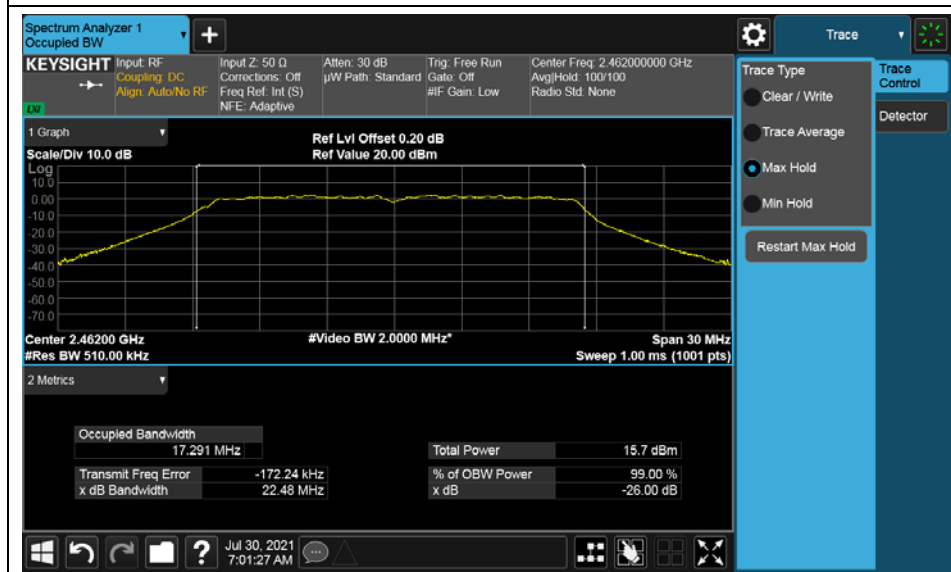 Spectrum Analyzer 1
Occupied BW
Trace
KEYSIGHT
Input: RF
Coupling: DC
Align: Auto/No RF
Input Z: 50 Ω
Corrections: Off
Freq Ref: Int (S)
NFE: Adaptive
Atten: 30 dB
µW Path: Standard
Trig: Free Run
Gate: Off
#IF Gain: Low
Center Freq: 2.462000000 GHz
Avg|Hold: 100/100
Radio Std: None
LXI
1 Graph
Scale/Div 10.0 dB
Ref Lvl Offset 0.20 dB
Ref Value 20.00 dBm
Log
10.0
0.00
-10.0
-20.0
-30.0
-40.0
-50.0
-60.0
-70.0
Center 2.46200 GHz
#Res BW 510.00 kHz
#Video BW 2.0000 MHz*
Span 30 MHz
Sweep 1.00 ms (1001 pts)
2 Metrics
Occupied Bandwidth
17.291 MHz
Total Power 15.7 dBm
Transmit Freq Error -172.24 kHz
% of OBW Power 99.00 %
x dB Bandwidth 22.48 MHz
x dB -26.00 dB
Trace Type
Clear / Write
Trace Average
Max Hold
Min Hold
Restart Max Hold
Trace
Control
Detector
?
Jul 30, 2021
7:01:27 AM